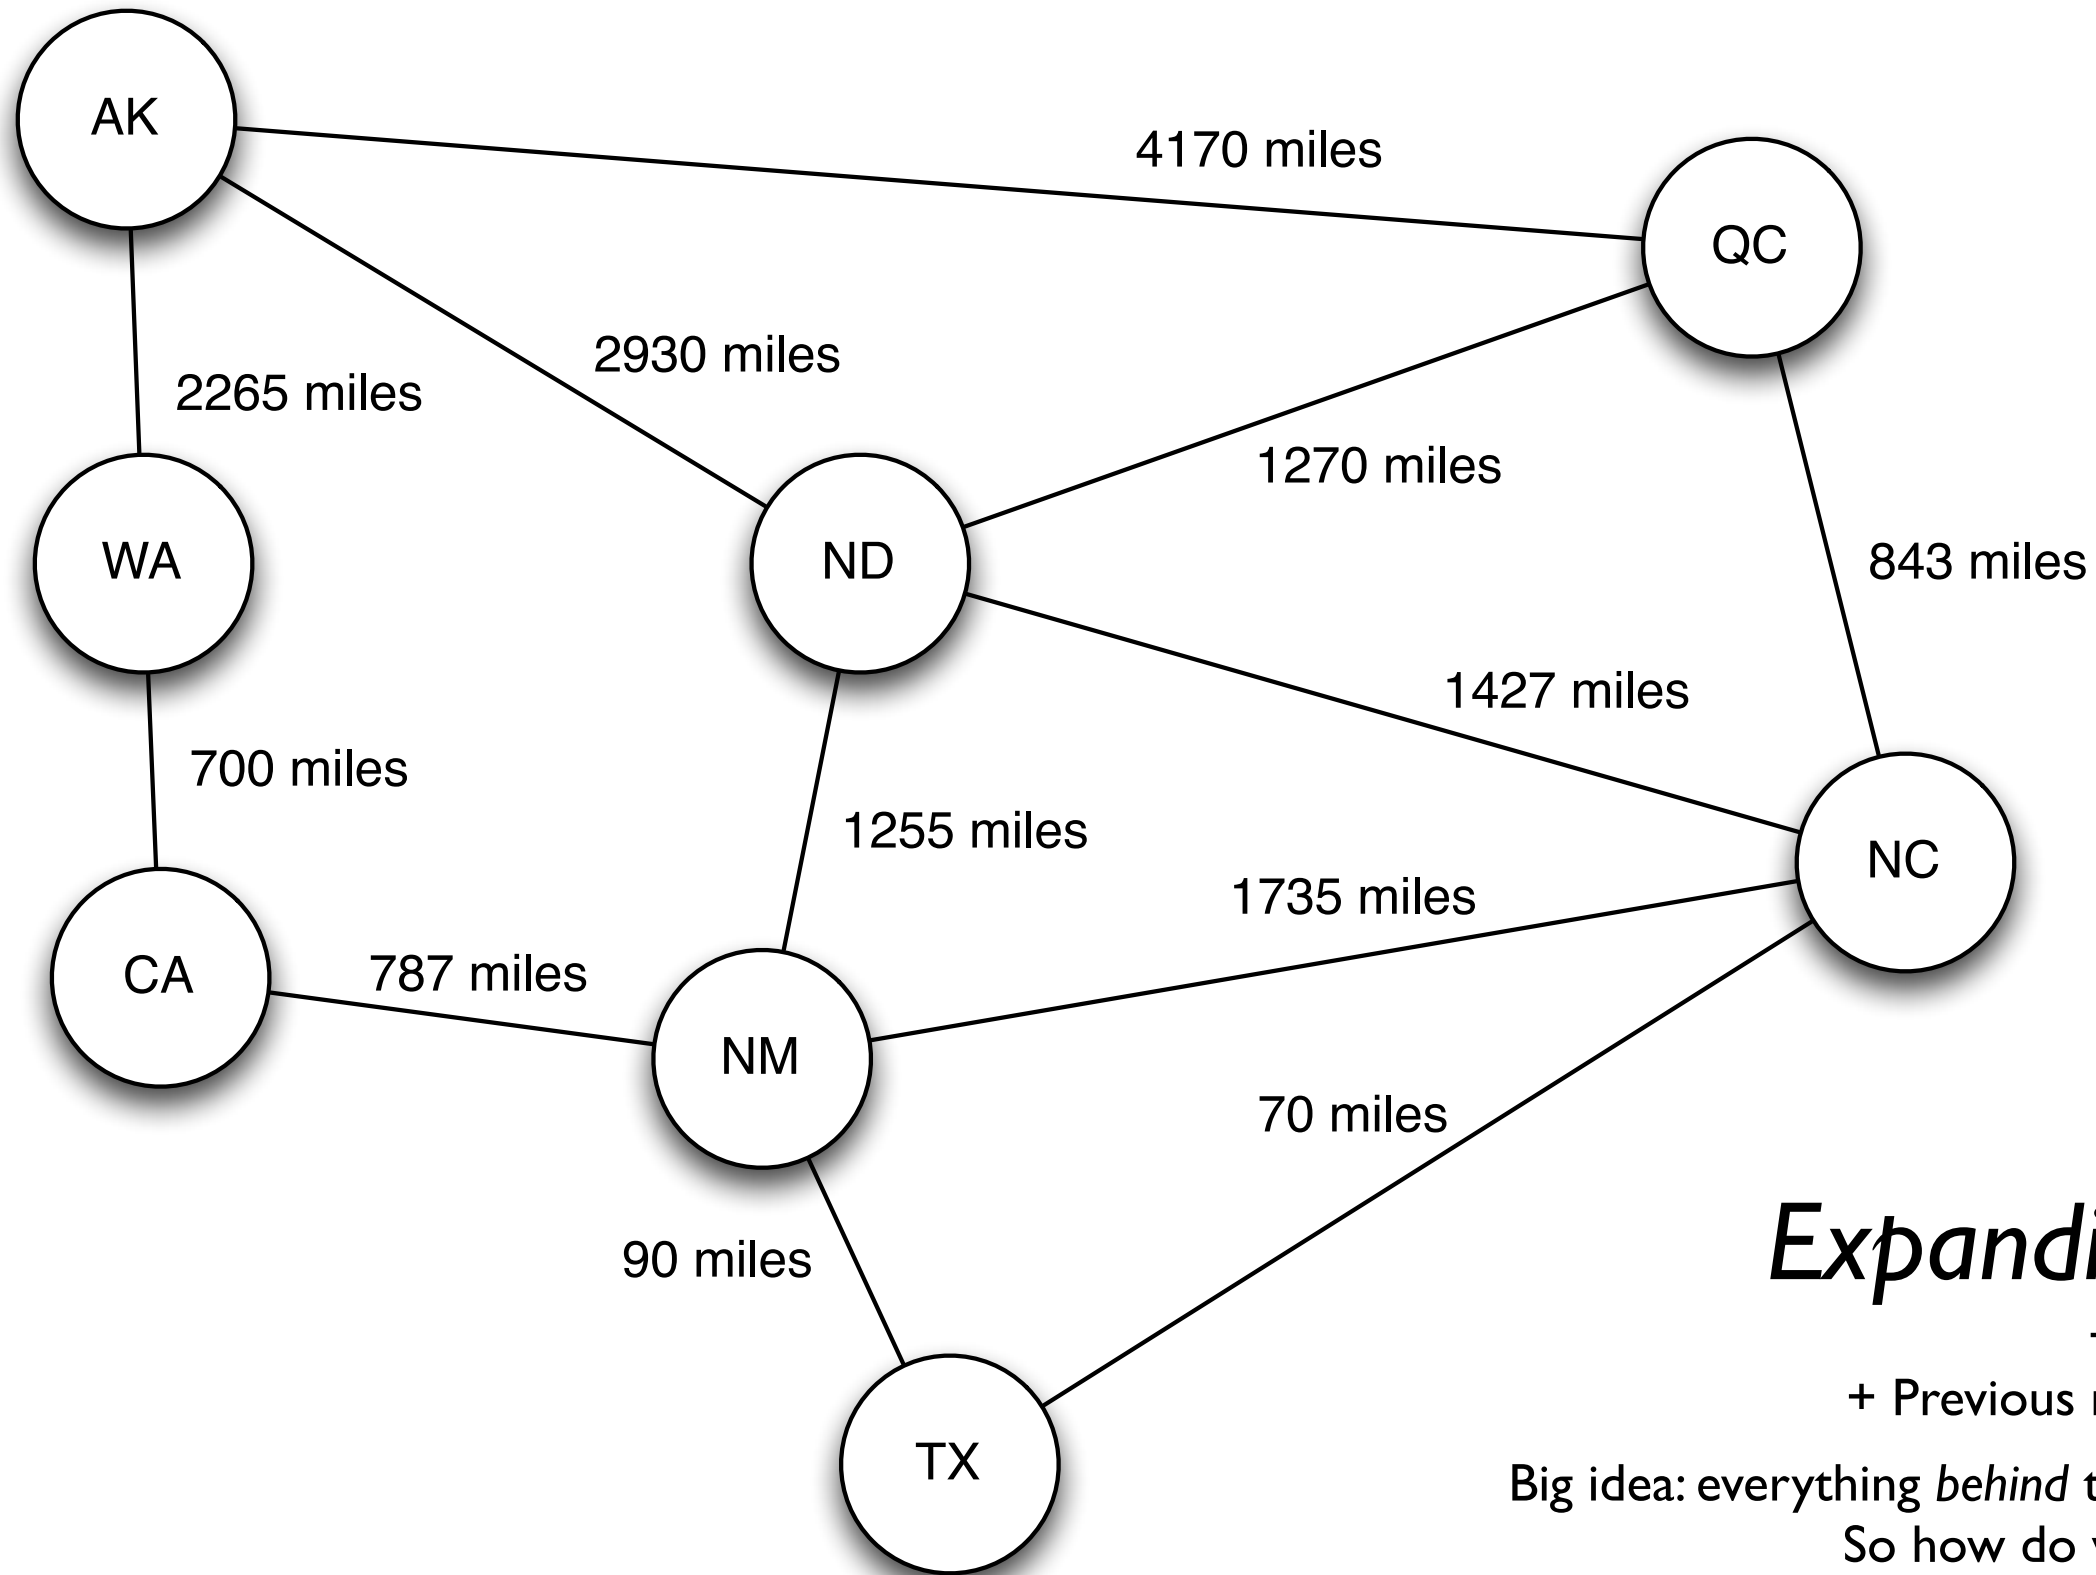 AK
4170 miles
QC
2930 miles
2265 miles
1270 miles
WA
ND
843 miles
1427 miles
700 miles
1255 miles
NC
1735 miles
CA
787 miles
NM
70 miles
90 miles
+ Previous
TX
Big idea: everything behind
So how do